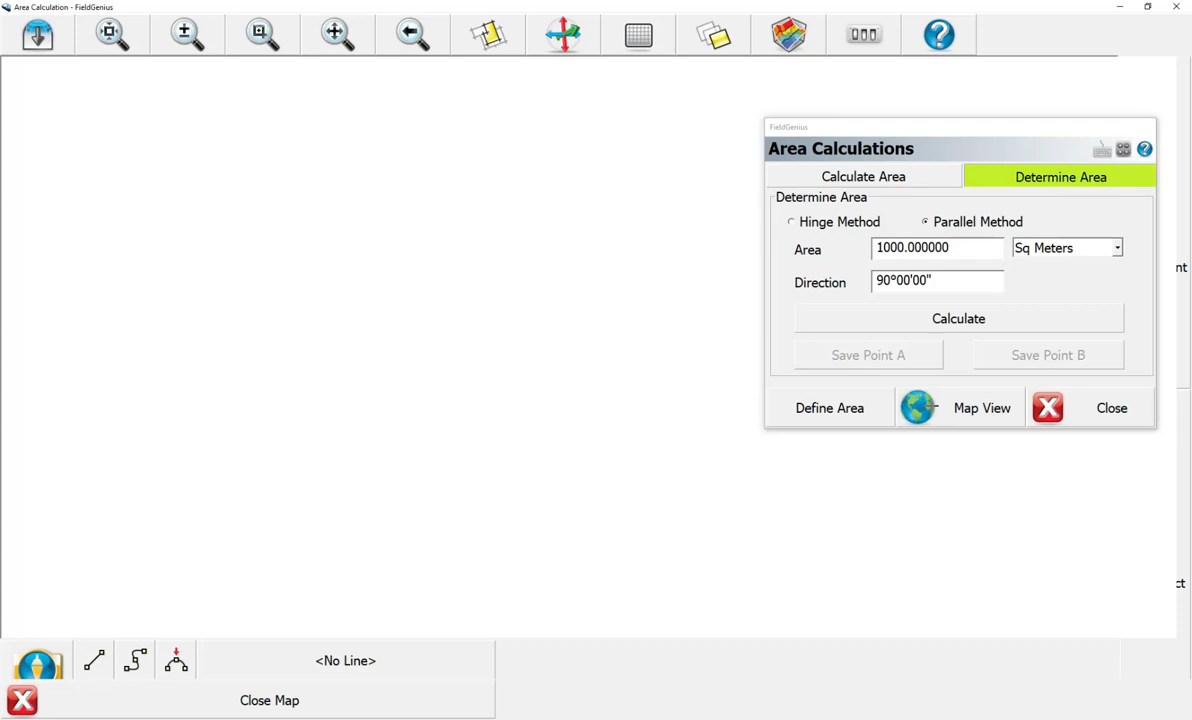 Area Calculation - FieldGenius
FieldGenius
Area Calculations
Calculate Area
Determine Area
Determine Area
Hinge Method
Parallel Method
Area
1000.000000
Sq Meters
Direction
90°00'00"
Calculate
Save Point A
Save Point B
Define Area
Map View
Close
nt
ct
<No Line>
Close Map